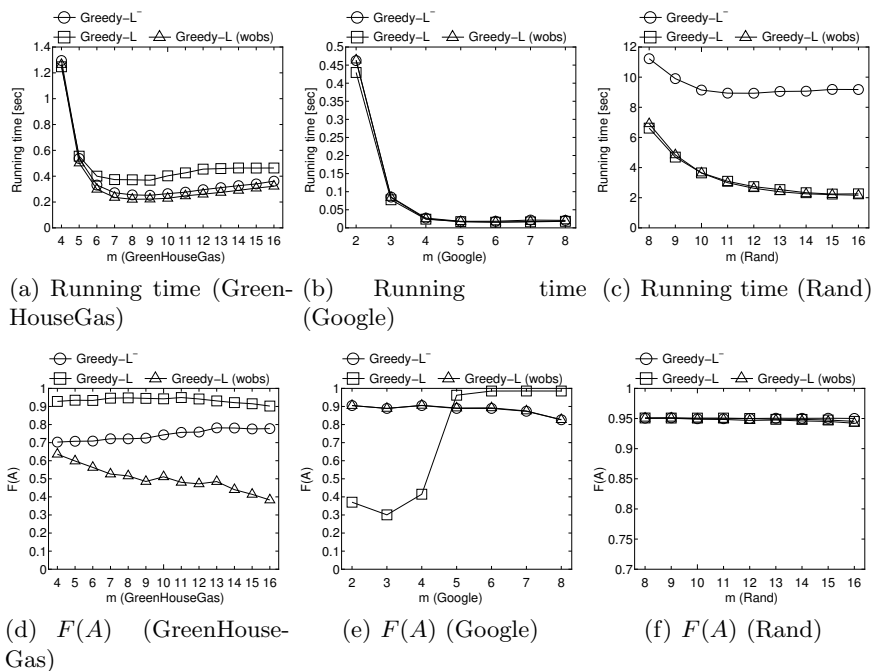 Greedy−L−
Greedy−L Greedy−L (wobs)
Running time [sec]
1.4
1.2
1
0.8
0.6
0.4
0.2
0
4 5 6 7 8 9 10 11 12 13 14 15 16
m (GreenHouseGas)
(a) Running time (Green-
HouseGas)
Greedy−L−
Greedy−L Greedy−L (wobs)
Running time [sec]
0.5
0.45
0.4
0.35
0.3
0.25
0.2
0.15
0.1
0.05
0
2 3 4 5 6 7 8
m (Google)
(b) Running time
(Google)
Greedy−L−
Greedy−L Greedy−L (wobs)
Running time [sec]
12
10
8
6
4
2
0
8 9 10 11 12 13 14 15 16
m (Rand)
(c) Running time (Rand)
Greedy−L−
Greedy−L Greedy−L (wobs)
F(A)
1
0.9
0.8
0.7
0.6
0.5
0.4
0.3
0.2
0.1
0
4 5 6 7 8 9 10 11 12 13 14 15 16
m (GreenHouseGas)
(d) F(A) (GreenHouse-
Gas)
Greedy−L−
Greedy−L Greedy−L (wobs)
F(A)
1
0.9
0.8
0.7
0.6
0.5
0.4
0.3
0.2
0.1
0
2 3 4 5 6 7 8
m (Google)
(e) F(A) (Google)
Greedy−L−
Greedy−L Greedy−L (wobs)
F(A)
1
0.95
0.9
0.85
0.8
0.75
0.7
8 9 10 11 12 13 14 15 16
m (Rand)
(f) F(A) (Rand)